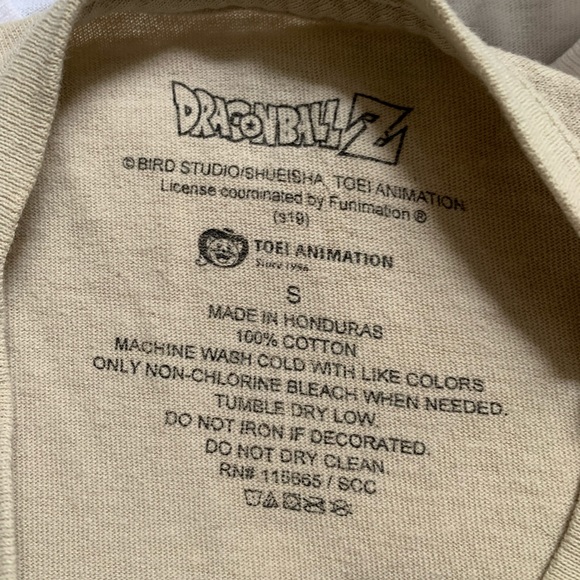 DRAGONBALL Z
© BIRD STUDIO/SHUEISHA, TOEI ANIMATION
License coordinated by Funimation ®
(s19)
TOEI ANIMATION
Since 1956
S
MADE IN HONDURAS
100% COTTON
MACHINE WASH COLD WITH LIKE COLORS
ONLY NON-CHLORINE BLEACH WHEN NEEDED.
TUMBLE DRY LOW.
DO NOT IRON IF DECORATED.
DO NOT DRY CLEAN.
RN# 115665 / SCC